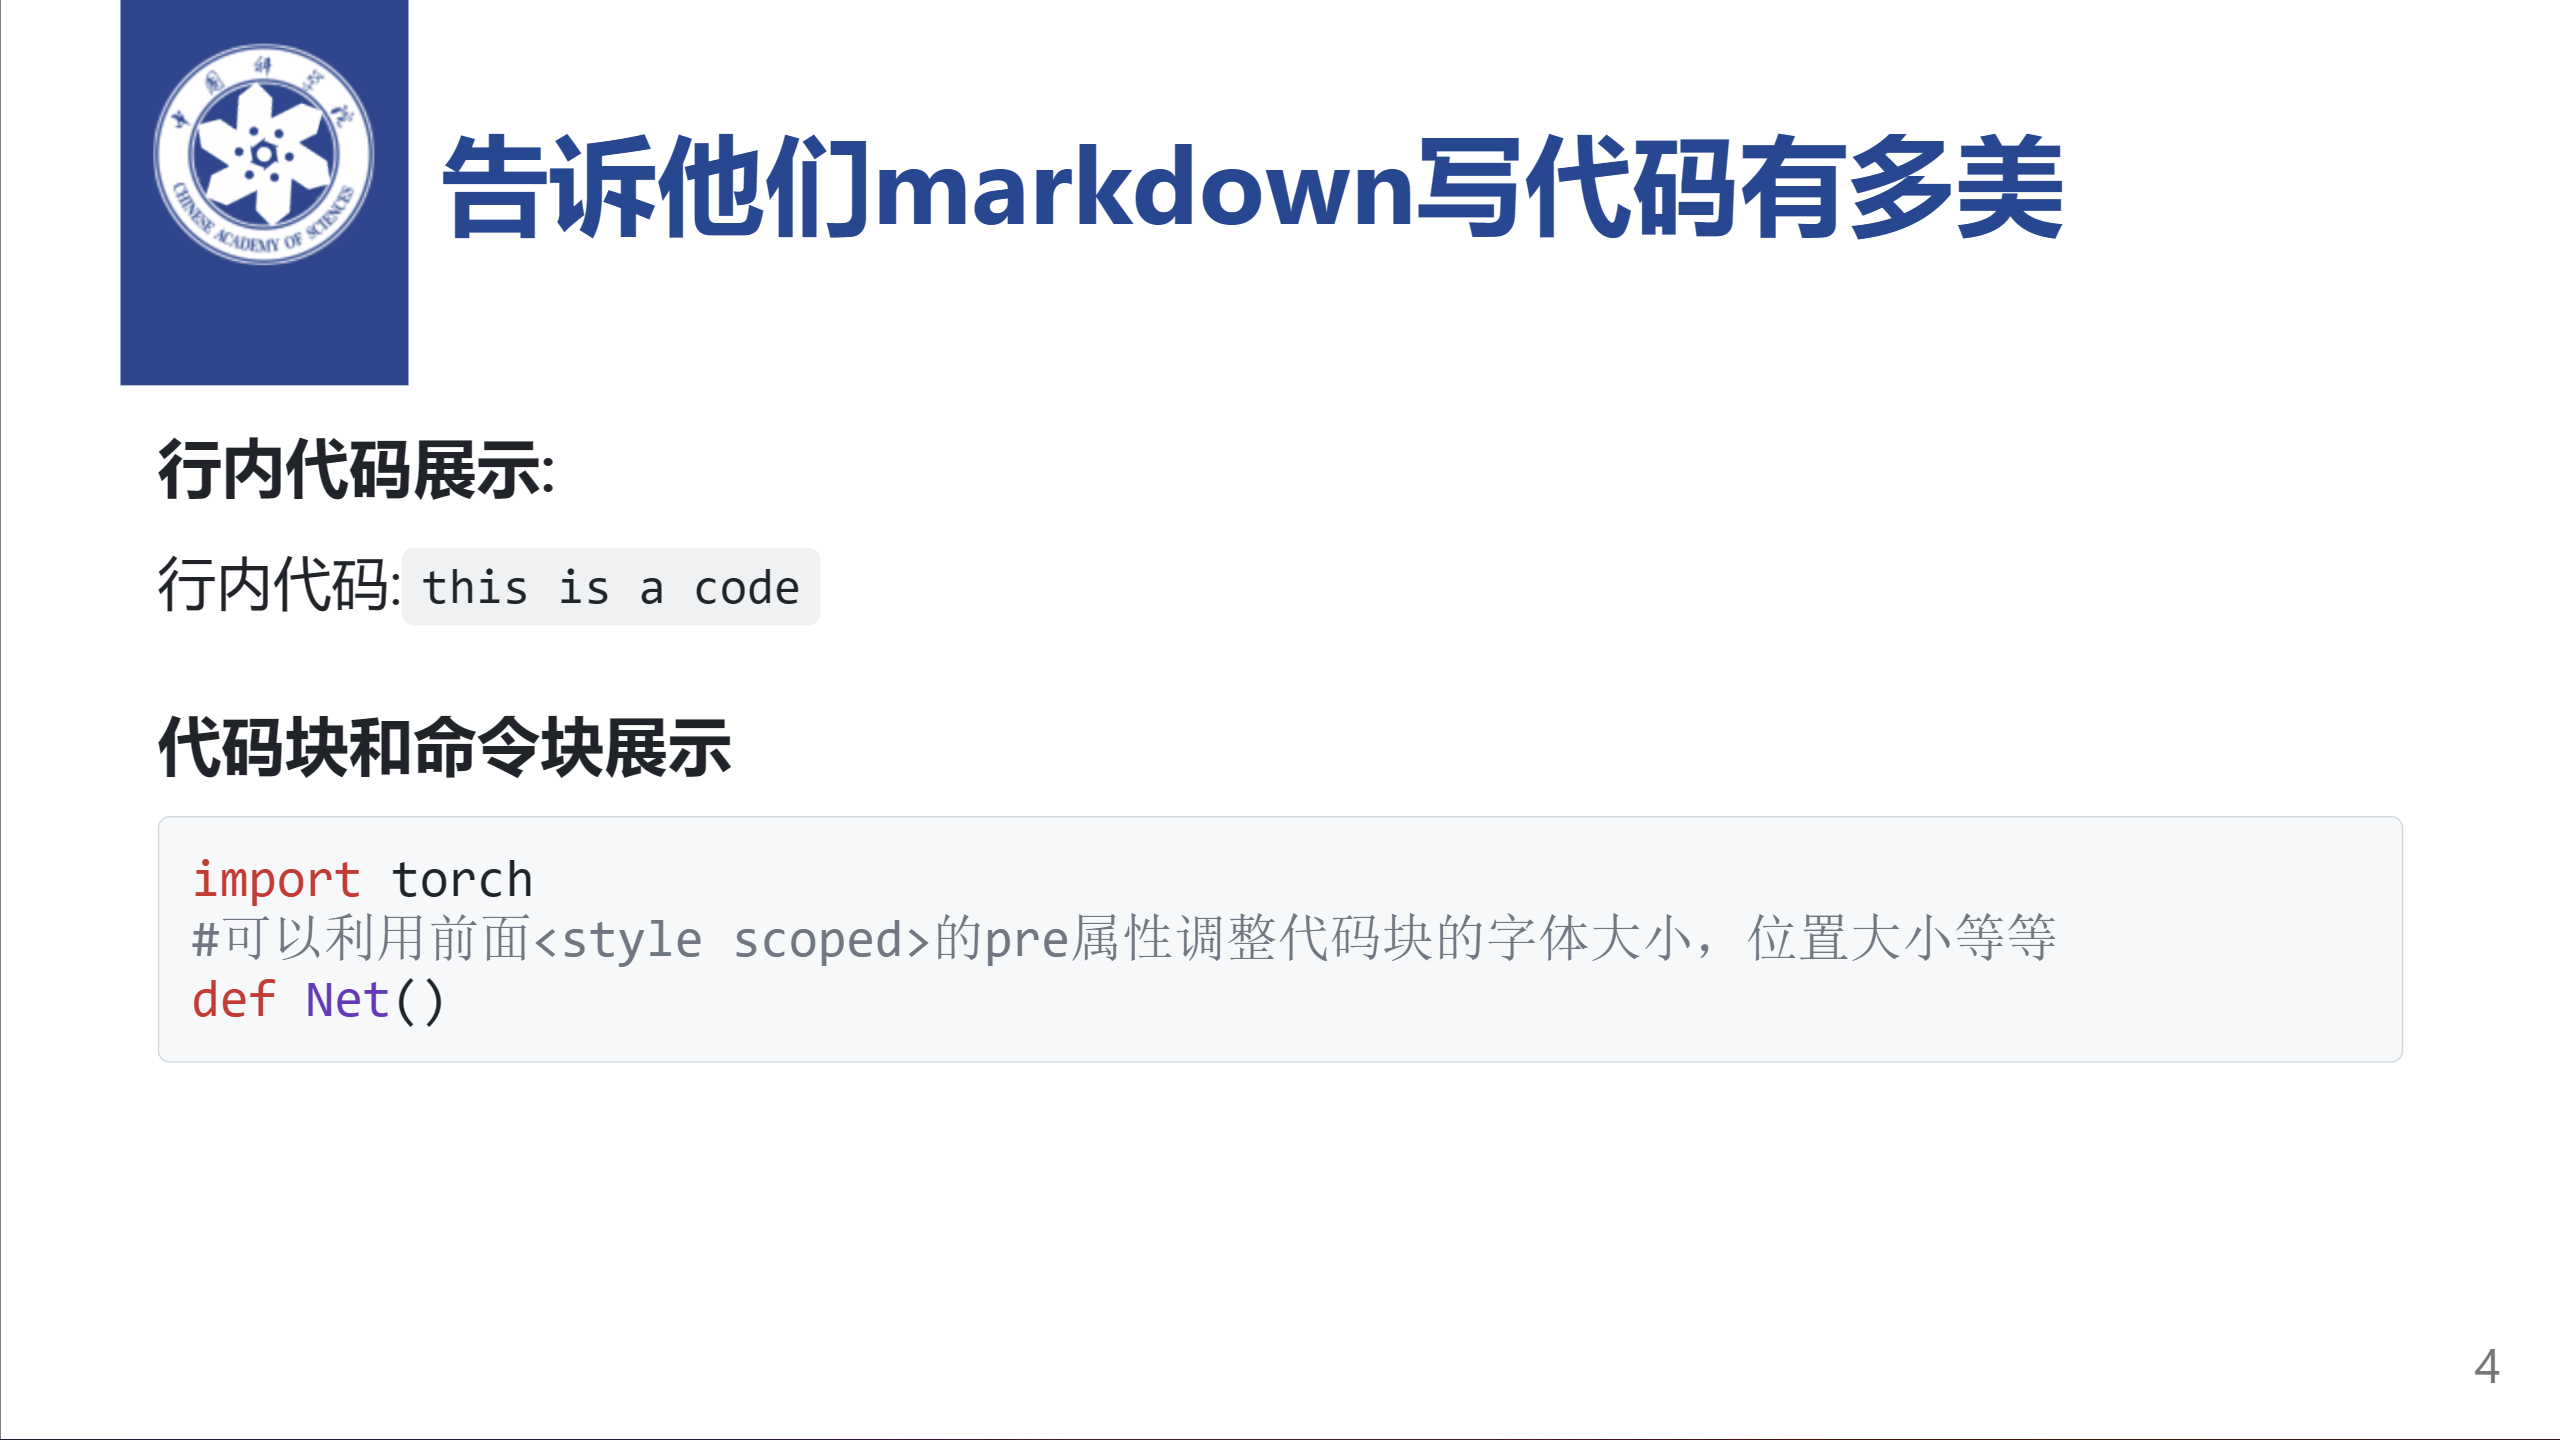 中国科学院
CHINESE ACADEMY OF SCIENCES
告诉他们markdown写代码有多美
行内代码展示:
行内代码: this is a code
代码块和命令块展示
import torch
#可以利用前面<style scoped>的pre属性调整代码块的字体大小，位置大小等等
def Net()
4